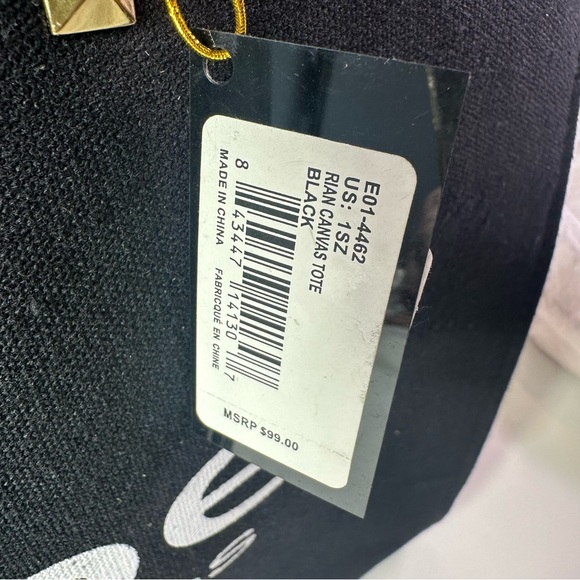 E01-4462
US: 1SZ
RIAN CANVAS TOTE
BLACK
8 43447 14130 7
MADE IN CHINA FABRIQUÉ EN CHINE
MSRP $99.00
e
S